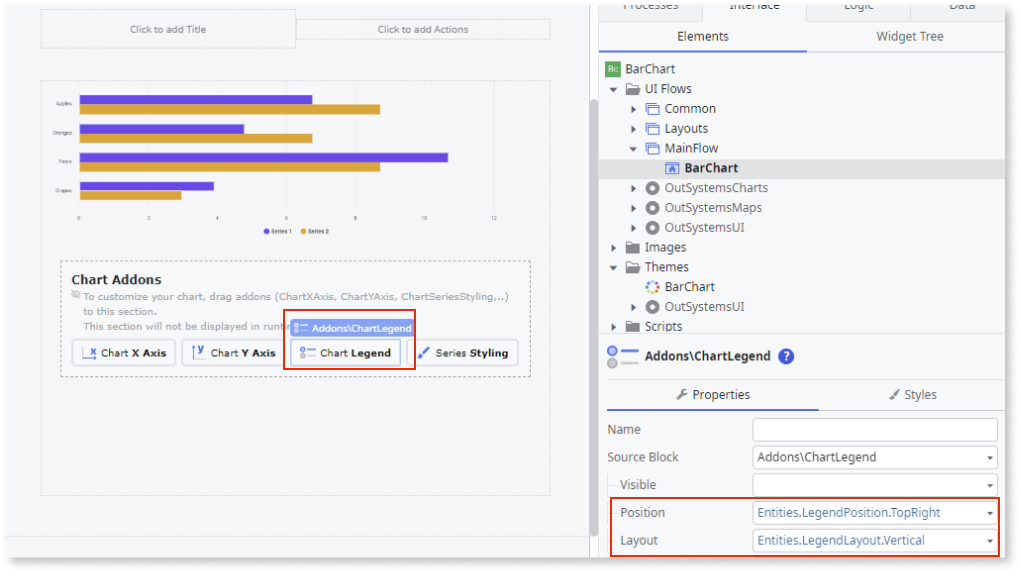 Click to add Title
Click to add Actions
Apples
Oranges
Pears
Grapes
0 2 4 6 8 10 12
Series 1 Series 2
Chart Addons
To customize your chart, drag addons (ChartXAxis, ChartYAxis, ChartSeriesStyling,..)
to this section.
This section will not be displayed in runti
Addons\ChartLegend
Chart X Axis
Chart Y Axis
Chart Legend
Series Styling
Processes
Interface
Logic
Data
Elements
Widget Tree
Bc BarChart
UI Flows
Common
Layouts
MainFlow
BarChart
OutSystemsCharts
OutSystemsMaps
OutSystemsUI
Images
Themes
BarChart
OutSystemsUI
Scripts
Addons\ChartLegend ?
Properties
Styles
Name
Source Block Addons\ChartLegend
Visible
Position Entities.LegendPosition.TopRight
Layout Entities.LegendLayout.Vertical